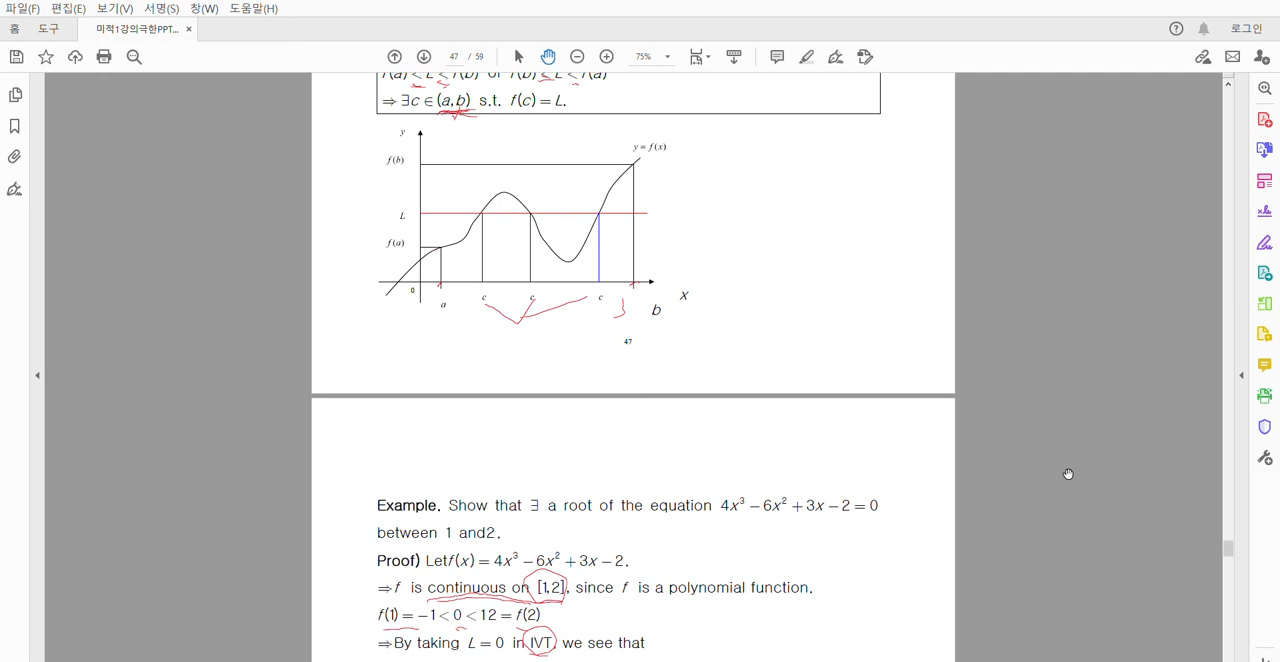 파일(F) 편집(E) 보기(V) 서명(S) 창(W) 도움말(H)
홈 도구 미적1강의극한PPT... × 로그인
47 / 59 75%
f(a) < L ≤ f(b) or f(b) ≤ L < f(a)
⇒ ∃c ∈ (a,b) s.t. f(c) = L.
y
y = f(x)
f(b)
L
f(a)
0 a c c c b x
47
Example. Show that ∃ a root of the equation 4x³ − 6x² + 3x − 2 = 0
between 1 and2.
Proof) Letf(x) = 4x³ − 6x² + 3x − 2.
⇒f is continuous on [1,2], since f is a polynomial function.
f(1) = −1 < 0 < 12 = f(2)
⇒By taking L = 0 in IVT, we see that